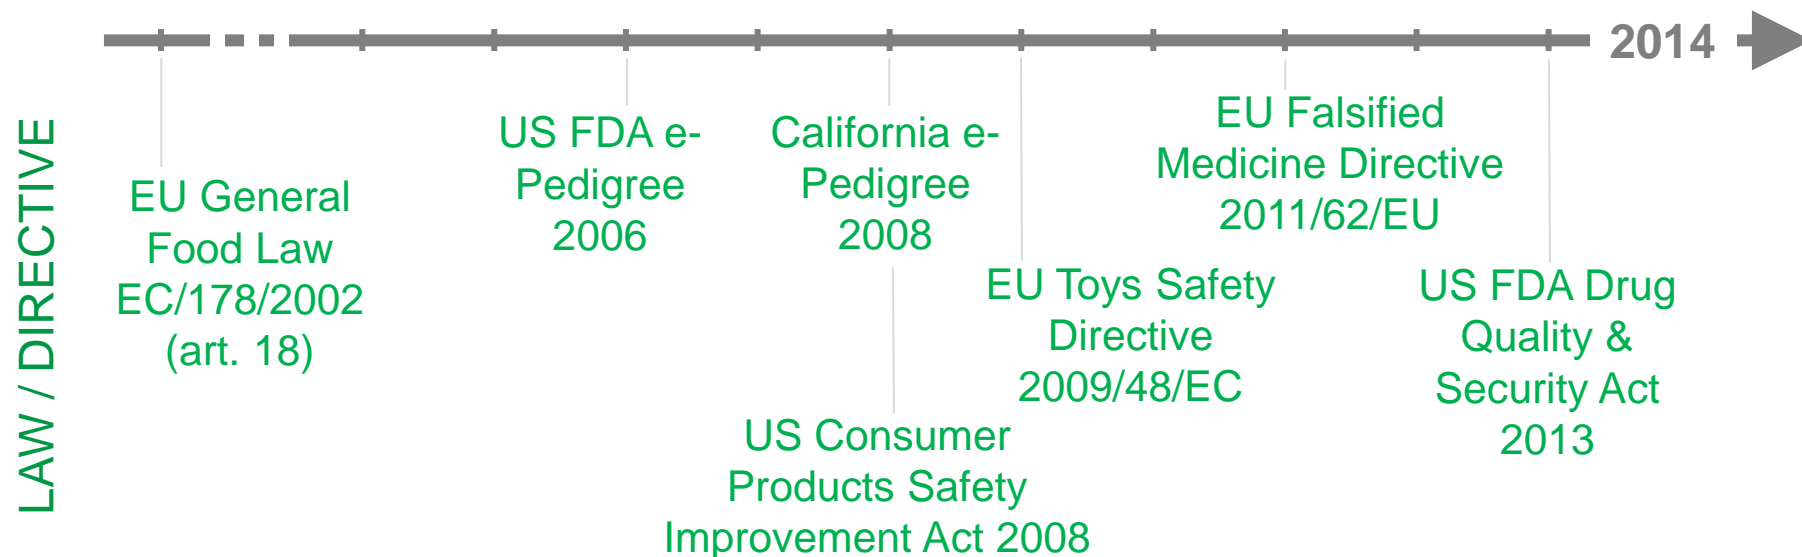 2014
LAW / DIRECTIVE
EU General
Food Law
EC/178/2002
(art. 18)
US FDA e-
Pedigree
2006
California e-
Pedigree
2008
US Consumer
Products Safety
Improvement Act 2008
EU Toys Safety
Directive
2009/48/EC
EU Falsified
Medicine Directive
2011/62/EU
US FDA Drug
Quality &
Security Act
2013